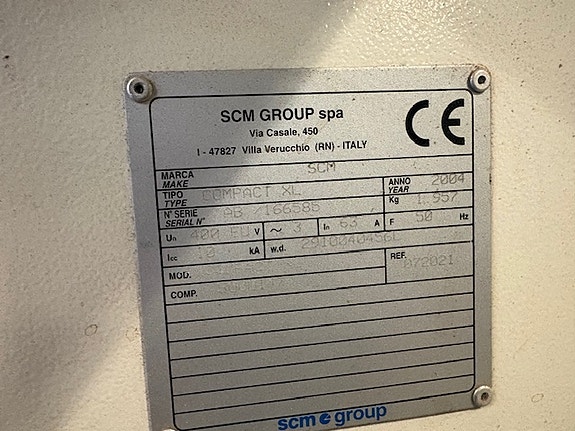 SCM GROUP spa
Via Casale, 450
I - 47827 Villa Verucchio (RN) - ITALY
CE
MARCA
MAKE SCM
TIPO
TYPE COMPACT XL
ANNO
YEAR 2004
N° SERIE
SERIAL N° AB / 166585
Kg 1.957
Un 400 EU V ~ 3 In 63 A F 50 Hz
Icc 10 kA w.d.
MOD.
REF. 072021
COMP.
scm group